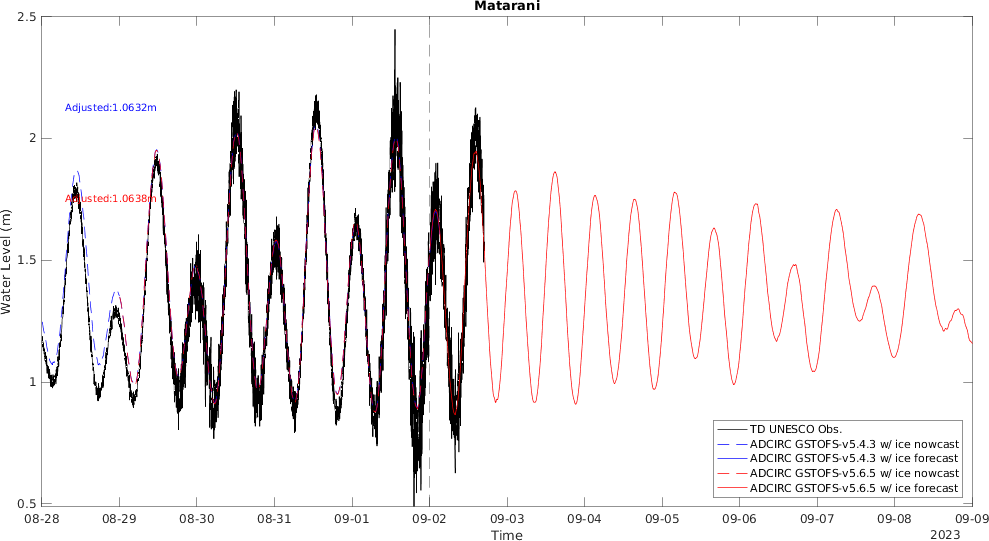 Matarani
2.5
2
1.5
1
0.5
Water Level (m)
Adjusted:1.0632m
Adjusted:1.0638m
TD UNESCO Obs.
ADCIRC GSTOFS-v5.4.3 w/ ice nowcast
ADCIRC GSTOFS-v5.4.3 w/ ice forecast
ADCIRC GSTOFS-v5.6.5 w/ ice nowcast
ADCIRC GSTOFS-v5.6.5 w/ ice forecast
08-28 08-29 08-30 08-31 09-01 09-02 09-03 09-04 09-05 09-06 09-07 09-08 09-09
Time
2023